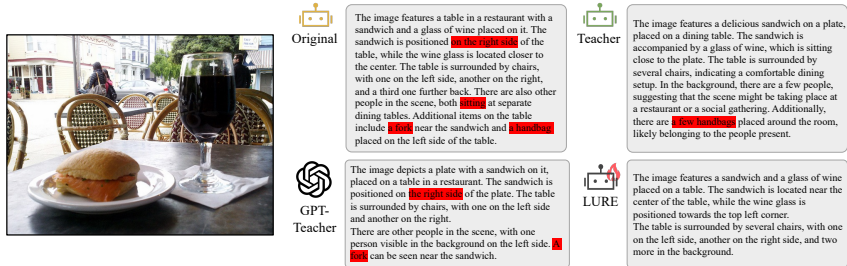 Original
The image features a table in a restaurant with a
sandwich and a glass of wine placed on it. The
sandwich is positioned on the right side of the
table, while the wine glass is located closer to
the center. The table is surrounded by chairs,
with one on the left side, another on the right,
and a third one further back. There are also other
people in the scene, both sitting at separate
dining tables. Additional items on the table
include a fork near the sandwich and a handbag
placed on the left side of the table.
Teacher
The image features a delicious sandwich on a plate,
placed on a dining table. The sandwich is
accompanied by a glass of wine, which is sitting
close to the plate. The table is surrounded by
several chairs, indicating a comfortable dining
setup. In the background, there are a few people,
suggesting that the scene might be taking place at
a restaurant or a social gathering. Additionally,
there are a few handbags placed around the room,
likely belonging to the people present.
GPT-
Teacher
The image depicts a plate with a sandwich on it,
placed on a table in a restaurant. The sandwich is
positioned on the right side of the plate. The table
is surrounded by chairs, with one on the left side
and another on the right.
There are other people in the scene, with one
person visible in the background on the left side. A
fork can be seen near the sandwich.
LURE
The image features a sandwich and a glass of wine
placed on a table. The sandwich is located near the
center of the table, while the wine glass is
positioned towards the top left corner.
The table is surrounded by several chairs, with one
on the left side, another on the right side, and two
more in the background.